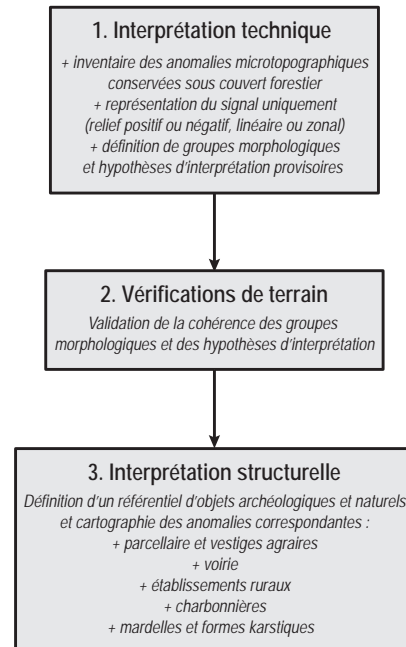 1. Interprétation technique
+ inventaire des anomalies microtopographiques
conservées sous couvert forestier
+ représentation du signal uniquement
(relief positif ou négatif, linéaire ou zonal)
+ définition de groupes morphologiques
et hypothèses d'interprétation provisoires
2. Vérifications de terrain
Validation de la cohérence des groupes
morphologiques et des hypothèses d'interprétation
3. Interprétation structurelle
Définition d'un référentiel d'objets archéologiques et naturels
et cartographie des anomalies correspondantes :
+ parcellaire et vestiges agraires
+ voirie
+ établissements ruraux
+ charbonnières
+ mardelles et formes karstiques